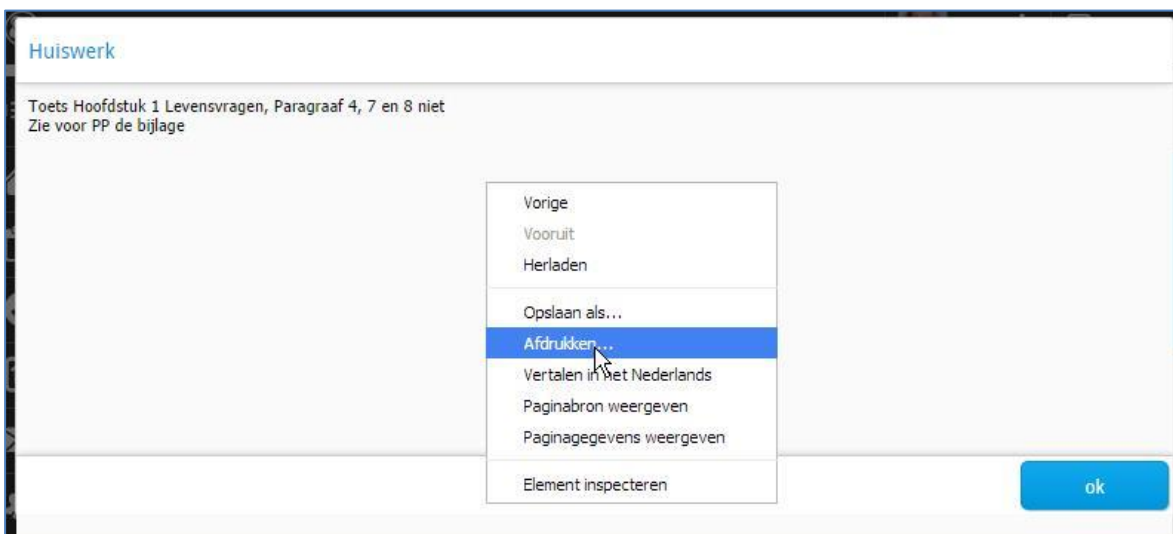 Huiswerk
Toets Hoofdstuk 1 Levensvragen, Paragraaf 4, 7 en 8 niet
Zie voor PP de bijlage
Vorige
Vooruit
Herladen
Opslaan als...
Afdrukken...
Vertalen in het Nederlands
Paginabron weergeven
Paginagegevens weergeven
Element inspecteren
ok